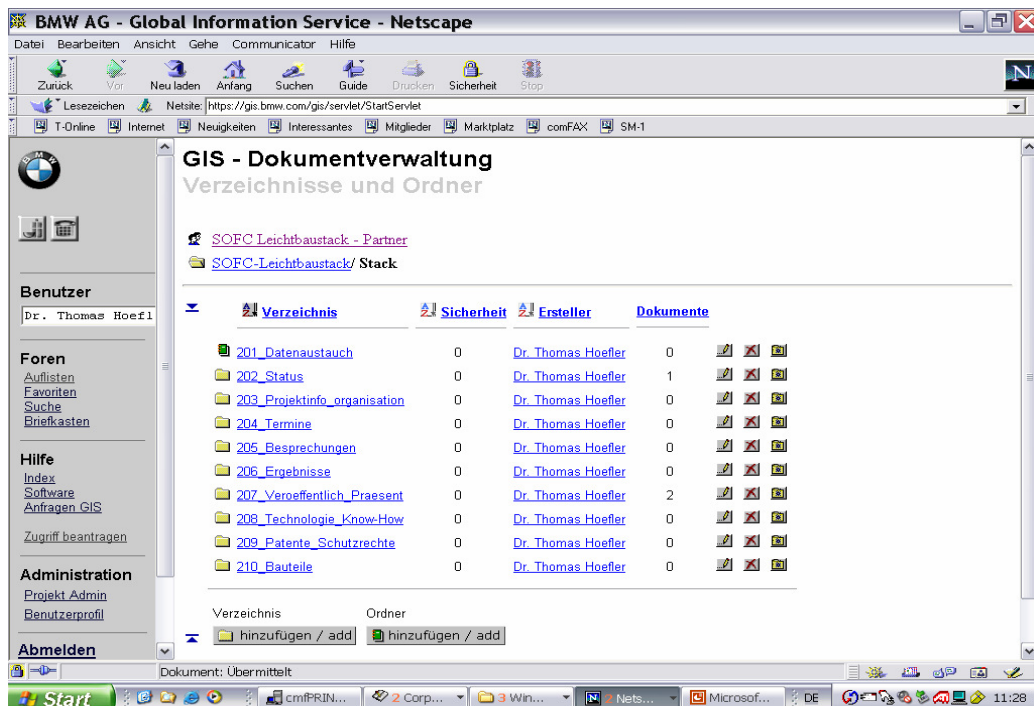 BMW AG - Global Information Service - Netscape
Datei Bearbeiten Ansicht Gehe Communicator Hilfe
Zurück Vor Neu laden Anfang Suchen Guide Drucken Sicherheit Stop
Lesezeichen Netsite: https://gis.bmw.com/gis/servlet/StartServlet
T-Online Internet Neuigkeiten Interessantes Mitglieder Marktplatz comFAX SM-1
BMW
GIS - Dokumentverwaltung
Verzeichnisse und Ordner
SOFC Leichtbaustack - Partner
SOFC-Leichtbaustack/ Stack
Benutzer
Dr. Thomas Hoefl
Foren
Auflisten
Favoriten
Suche
Briefkasten
Hilfe
Index
Software
Anfragen GIS
Zugriff beantragen
Administration
Projekt Admin
Benutzerprofil
Abmelden
Verzeichnis Sicherheit Ersteller Dokumente
201_Datenaustauch 0 Dr. Thomas Hoefler 0
202_Status 0 Dr. Thomas Hoefler 1
203_Projektinfo_organisation 0 Dr. Thomas Hoefler 0
204_Termine 0 Dr. Thomas Hoefler 0
205_Besprechungen 0 Dr. Thomas Hoefler 0
206_Ergebnisse 0 Dr. Thomas Hoefler 0
207_Veroeffentlich_Praesent 0 Dr. Thomas Hoefler 2
208_Technologie_Know-How 0 Dr. Thomas Hoefler 0
209_Patente_Schutzrechte 0 Dr. Thomas Hoefler 0
210_Bauteile 0 Dr. Thomas Hoefler 0
Verzeichnis Ordner
hinzufügen / add hinzufügen / add
Dokument: Übermittelt
Start cmfPRIN... 2 Corp... 3 Win... 2 Nets... Microsof... DE 11:28